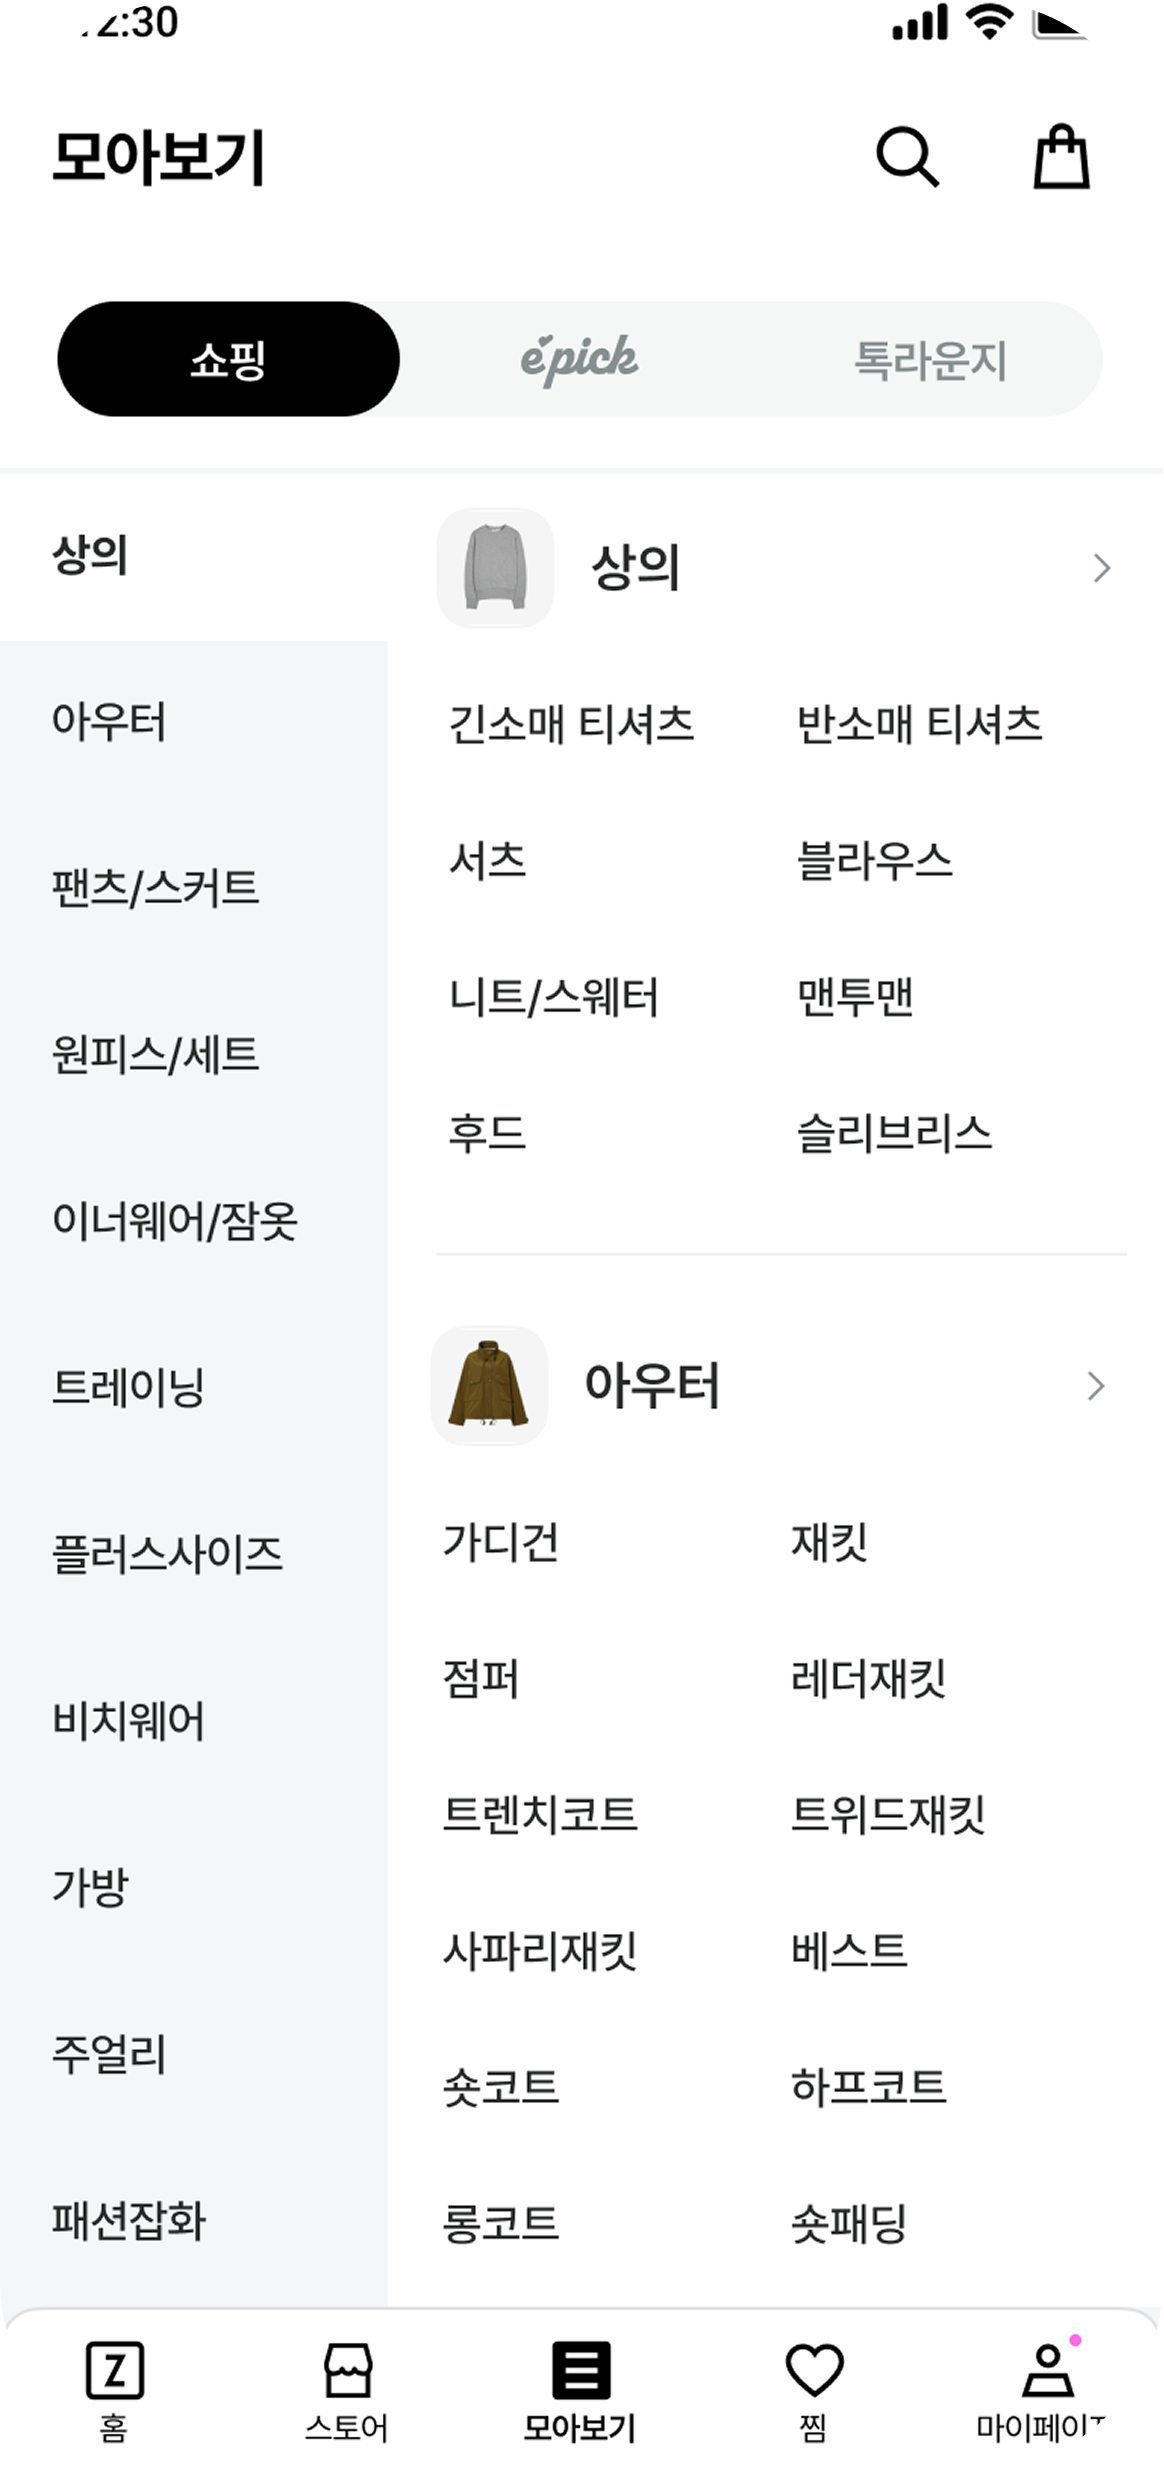 :30
모아보기
쇼핑 épick 톡라운지
상의
아우터
팬츠/스커트
원피스/세트
이너웨어/잠옷
트레이닝
플러스사이즈
비치웨어
가방
주얼리
패션잡화
상의
긴소매 티셔츠 반소매 티셔츠
서츠 블라우스
니트/스웨터 맨투맨
후드 슬리브리스
아우터
가디건 재킷
점퍼 레더재킷
트렌치코트 트위드재킷
사파리재킷 베스트
숏코트 하프코트
롱코트 숏패딩
Z
홈 스토어 모아보기 찜 마이페이